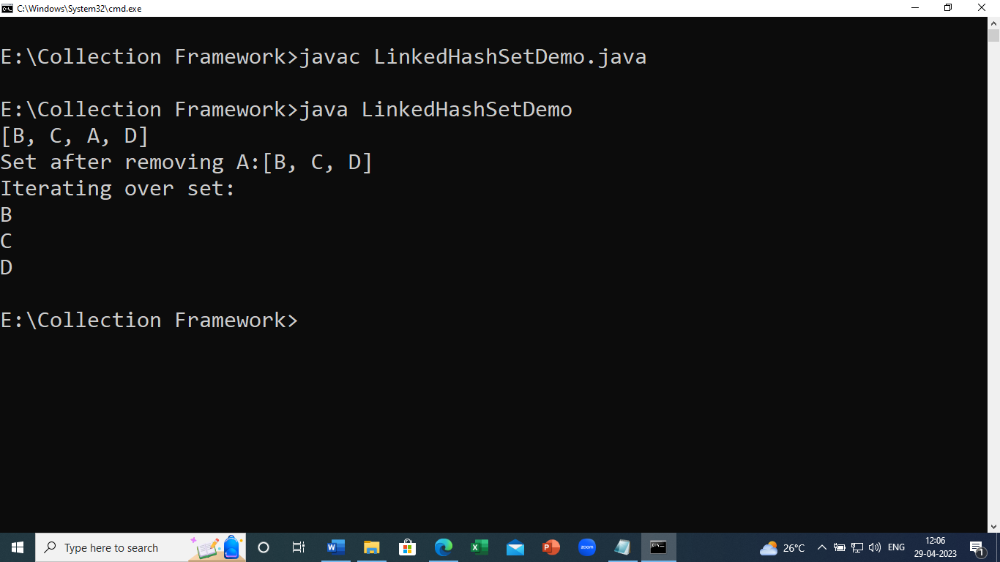 C:\Windows\System32\cmd.exe
E:\Collection Framework>javac LinkedHashSetDemo.java
E:\Collection Framework>java LinkedHashSetDemo
[B, C, A, D]
Set after removing A:[B, C, D]
Iterating over set:
B
C
D
E:\Collection Framework>
Type here to search
zoom
26°C
ENG
12:06
29-04-2023
1